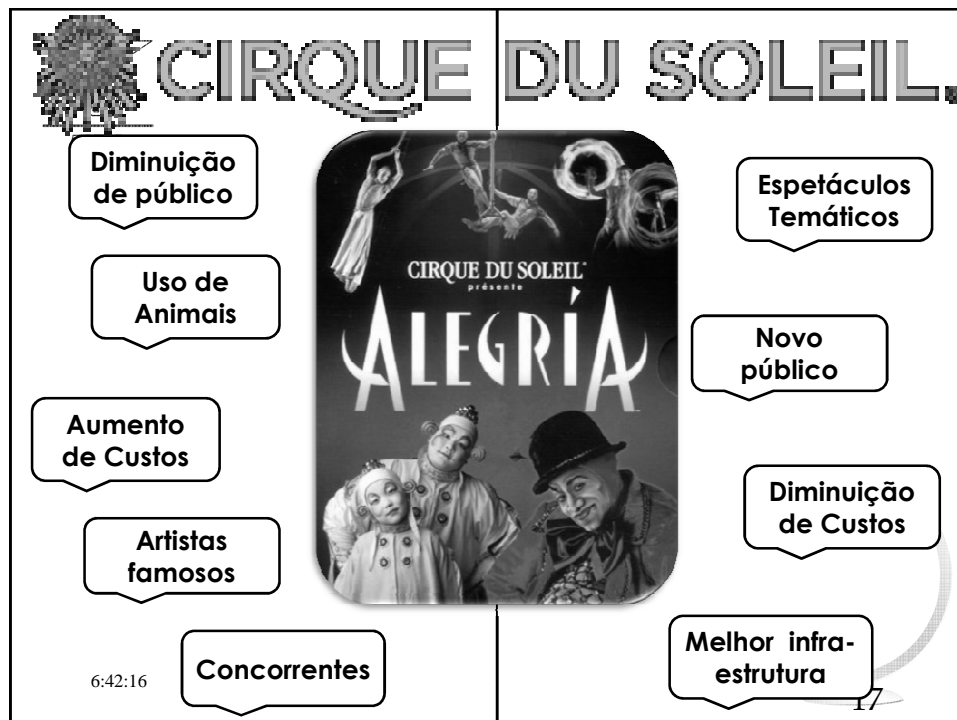 CIRQUE DU SOLEIL.
Diminuição
de público
Uso de
Animais
Aumento
de Custos
Artistas
famosos
Concorrentes
CIRQUE DU SOLEIL
présente
ALEGRÍA
Espetáculos
Temáticos
Novo
público
Diminuição
de Custos
Melhor infra-
estrutura
6:42:16
17